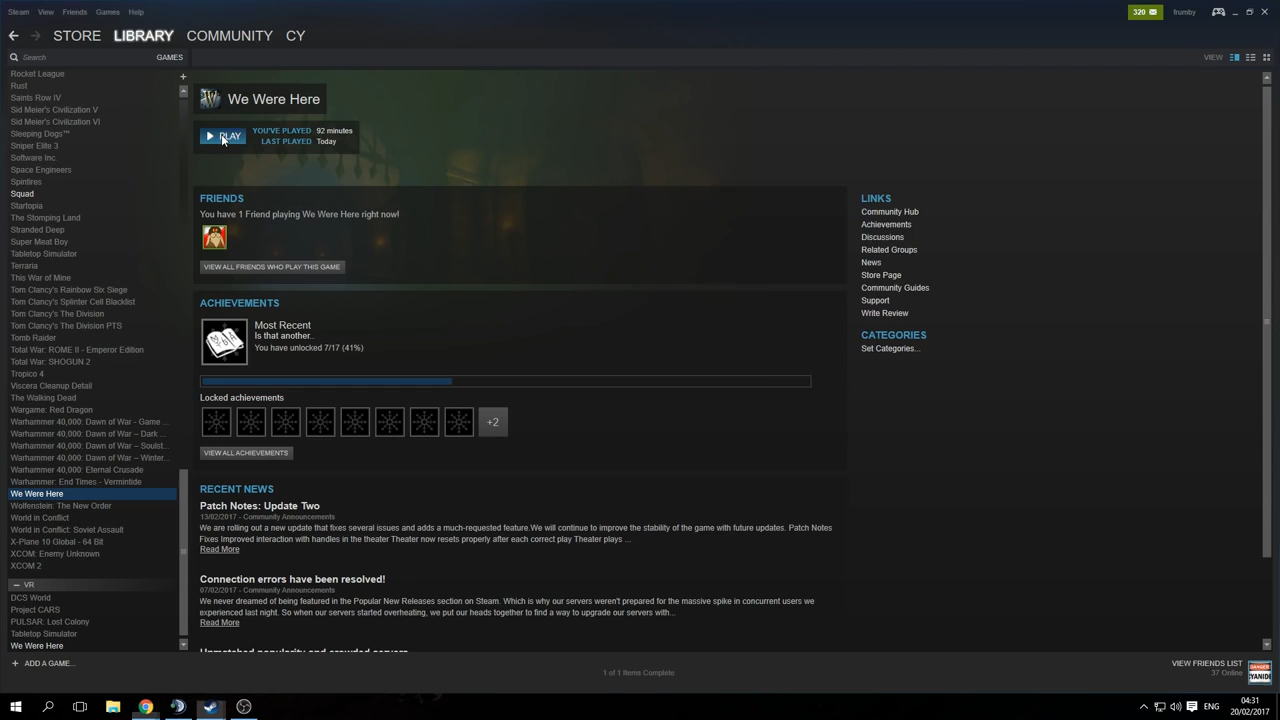 Steam View Friends Games Help
320 frumby
STORE LIBRARY COMMUNITY CY
Search GAMES VIEW
Rocket League
Rust
Saints Row IV
Sid Meier's Civilization V
Sid Meier's Civilization VI
Sleeping Dogs™
Sniper Elite 3
Software Inc.
Space Engineers
Spintires
Squad
Startopia
The Stomping Land
Stranded Deep
Super Meat Boy
Tabletop Simulator
Terraria
This War of Mine
Tom Clancy's Rainbow Six Siege
Tom Clancy's Splinter Cell Blacklist
Tom Clancy's The Division
Tom Clancy's The Division PTS
Tomb Raider
Total War: ROME II - Emperor Edition
Total War: SHOGUN 2
Tropico 4
Viscera Cleanup Detail
The Walking Dead
Wargame: Red Dragon
Warhammer 40,000: Dawn of War - Game ...
Warhammer 40,000: Dawn of War – Dark ...
Warhammer 40,000: Dawn of War – Soulst...
Warhammer 40,000: Dawn of War – Winter...
Warhammer 40,000: Eternal Crusade
Warhammer: End Times - Vermintide
We Were Here
Wolfenstein: The New Order
World in Conflict
World in Conflict: Soviet Assault
X-Plane 10 Global - 64 Bit
XCOM: Enemy Unknown
XCOM 2
VR
DCS World
Project CARS
PULSAR: Lost Colony
Tabletop Simulator
We Were Here
ADD A GAME...
We Were Here
PLAY
YOU'VE PLAYED 92 minutes
LAST PLAYED Today
FRIENDS
You have 1 Friend playing We Were Here right now!
VIEW ALL FRIENDS WHO PLAY THIS GAME
ACHIEVEMENTS
Most Recent
Is that another..
You have unlocked 7/17 (41%)
Locked achievements
+2
VIEW ALL ACHIEVEMENTS
RECENT NEWS
Patch Notes: Update Two
13/02/2017 - Community Announcements
We are rolling out a new update that fixes several issues and adds a much-requested feature.We will continue to improve the stability of the game with future updates. Patch Notes
Fixes Improved interaction with handles in the theater Theater now resets properly after each correct play Theater plays ...
Read More
Connection errors have been resolved!
07/02/2017 - Community Announcements
We never dreamed of being featured in the Popular New Releases section on Steam. Which is why our servers weren't prepared for the massive spike in concurrent users we
experienced last night. So when our servers started overheating, we put our heads together to find a way to upgrade our servers with...
Read More
Unmatched popularity and crowded servers
LINKS
Community Hub
Achievements
Discussions
Related Groups
News
Store Page
Community Guides
Support
Write Review
CATEGORIES
Set Categories...
1 of 1 Items Complete
VIEW FRIENDS LIST
37 Online
DANGER
CYANIDE
ENG
04:31
20/02/2017